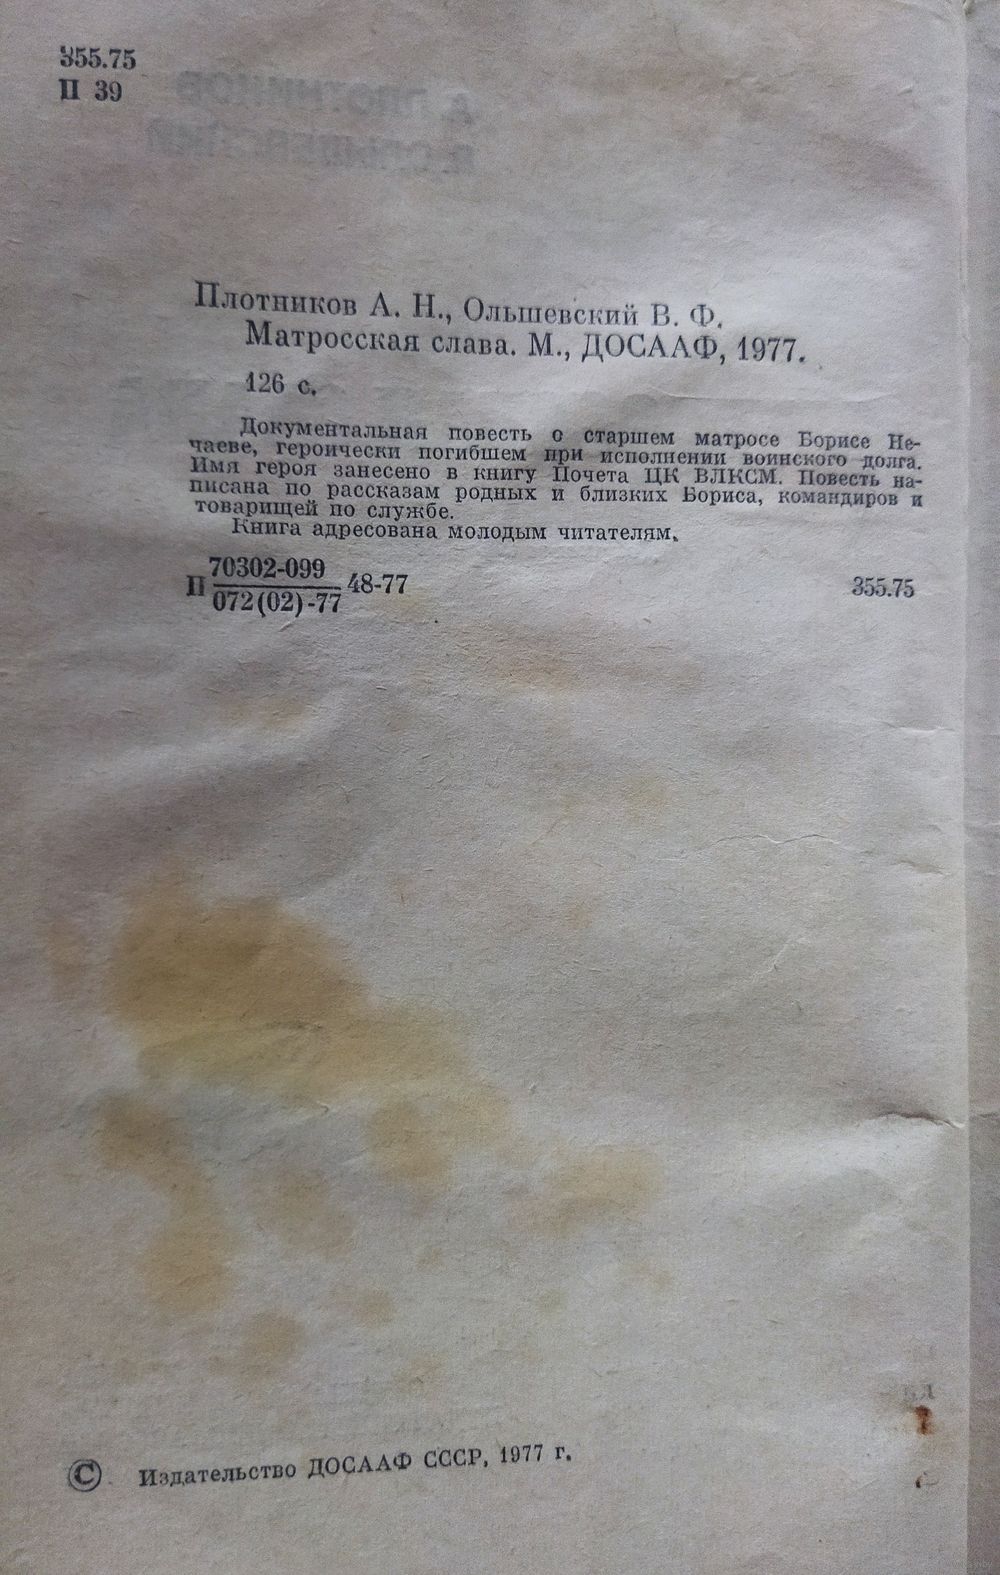 355.75
П 39
А. ПЛОТНИКОВ
В. ОЛЬШЕВСКИЙ
Плотников А. Н., Ольшевский В. Ф.
Матросская слава. М., ДОСААФ, 1977.
126 с.
Документальная повесть о старшем матросе Борисе Не-
чаеве, героически погибшем при исполнении воинского долга.
Имя героя занесено в книгу Почета ЦК ВЛКСМ. Повесть на-
писана по рассказам родных и близких Бориса, командиров и
товарищей по службе.
Книга адресована молодым читателям.
П 70302-099
072(02)-77 48-77 355.75
© Издательство ДОСААФ СССР, 1977 г.